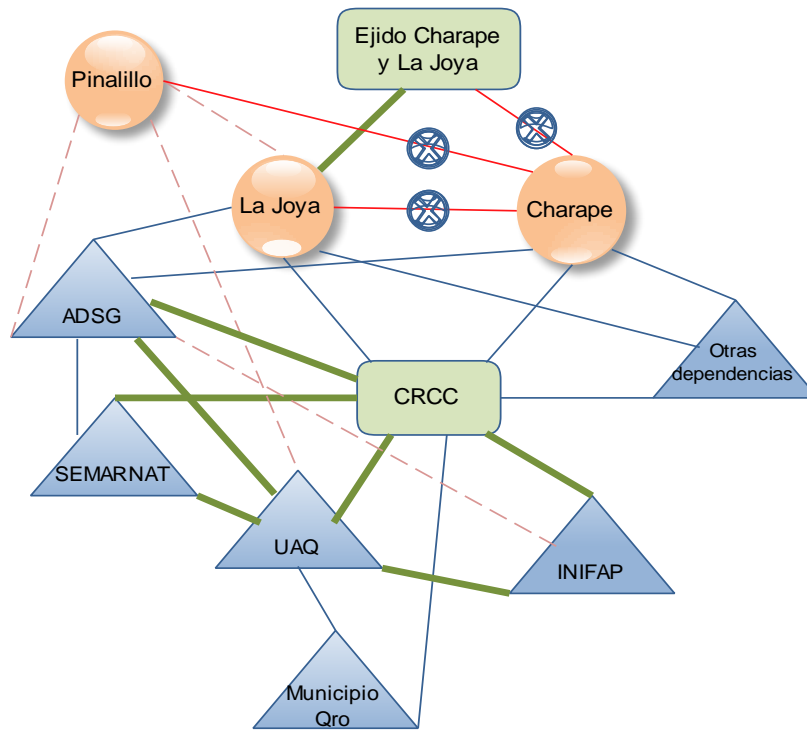 Ejido Charape
y La Joya
Pinalillo
La Joya
Charape
ADSG
Otras
dependencias
CRCC
SEMARNAT
UAQ
INIFAP
Municipio
Qro